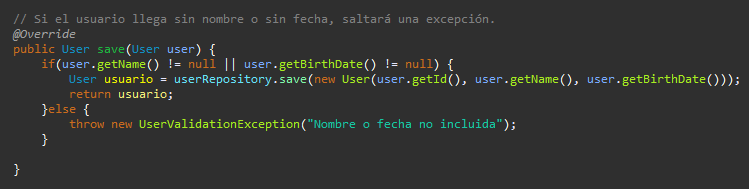 // Si el usuario llega sin nombre o sin fecha, saltará una excepción.
@Override
public User save(User user) {
if(user.getName() != null || user.getBirthDate() != null) {
User usuario = userRepository.save(new User(user.getId(), user.getName(), user.getBirthDate()));
return usuario;
}else {
throw new UserValidationException("Nombre o fecha no incluida");
}
}